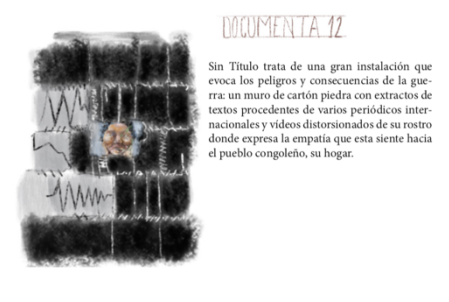 DOCUMENTA 12
Sin Título trata de una gran instalación que
evoca los peligros y consecuencias de la gue-
rra: un muro de cartón piedra con extractos de
textos procedentes de varios periódicos inter-
nacionales y vídeos distorsionados de su rostro
donde expresa la empatía que esta siente hacia
el pueblo congoleño, su hogar.